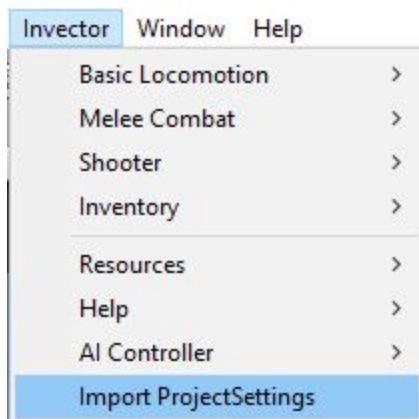 Invector Window Help
Basic Locomotion >
Melee Combat >
Shooter >
Inventory >
Resources >
Help >
AI Controller >
Import ProjectSettings